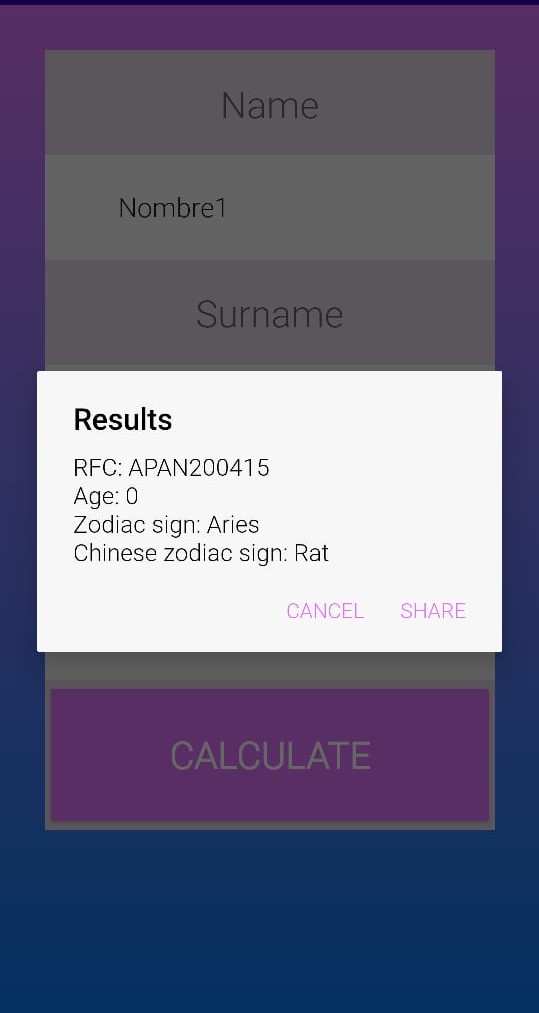 Name
Nombre1
Surname
Results
RFC: APAN200415
Age: 0
Zodiac sign: Aries
Chinese zodiac sign: Rat
CANCEL SHARE
CALCULATE